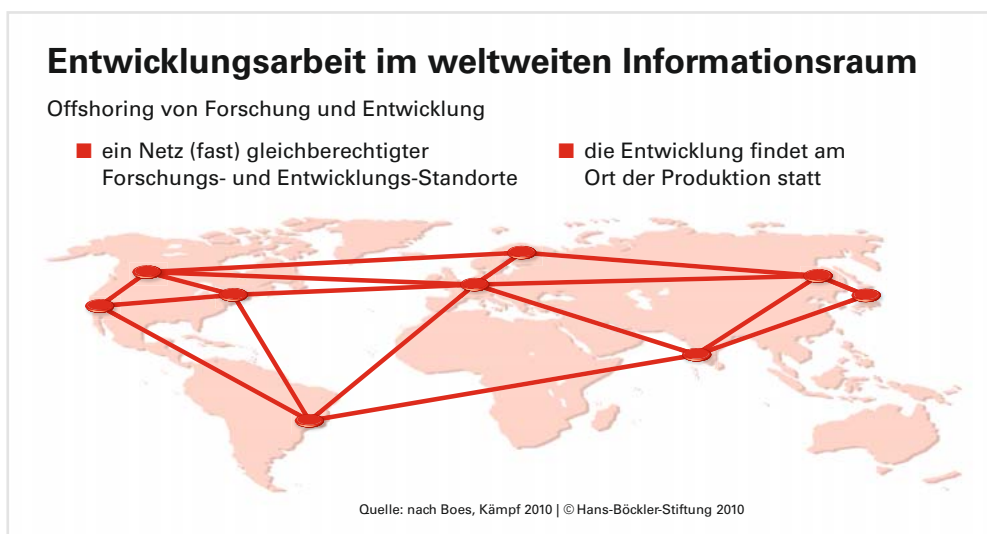 Entwicklungsarbeit im weltweiten Informationsraum
Offshoring von Forschung und Entwicklung
ein Netz (fast) gleichberechtigter
Forschungs- und Entwicklungs-Standorte
die Entwicklung findet am
Ort der Produktion statt
Quelle: nach Boes, Kämpf 2010 | © Hans-Böckler-Stiftung 2010